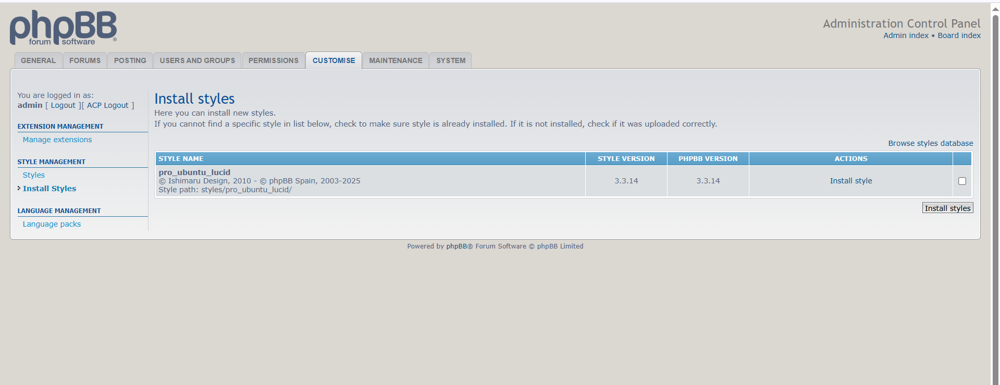 phpBB
forum software ®
Administration Control Panel
Admin index • Board index
GENERAL FORUMS POSTING USERS AND GROUPS PERMISSIONS CUSTOMISE MAINTENANCE SYSTEM
You are logged in as:
admin [ Logout ][ ACP Logout ]
EXTENSION MANAGEMENT
Manage extensions
STYLE MANAGEMENT
Styles
Install Styles
LANGUAGE MANAGEMENT
Language packs
Install styles
Here you can install new styles.
If you cannot find a specific style in list below, check to make sure style is already installed. If it is not installed, check if it was uploaded correctly.
Browse styles database
STYLE NAME STYLE VERSION PHPBB VERSION ACTIONS
pro_ubuntu_lucid
© Ishimaru Design, 2010 - © phpBB Spain, 2003-2025 3.3.14 3.3.14 Install style
Style path: styles/pro_ubuntu_lucid/
Install styles
Powered by phpBB® Forum Software © phpBB Limited